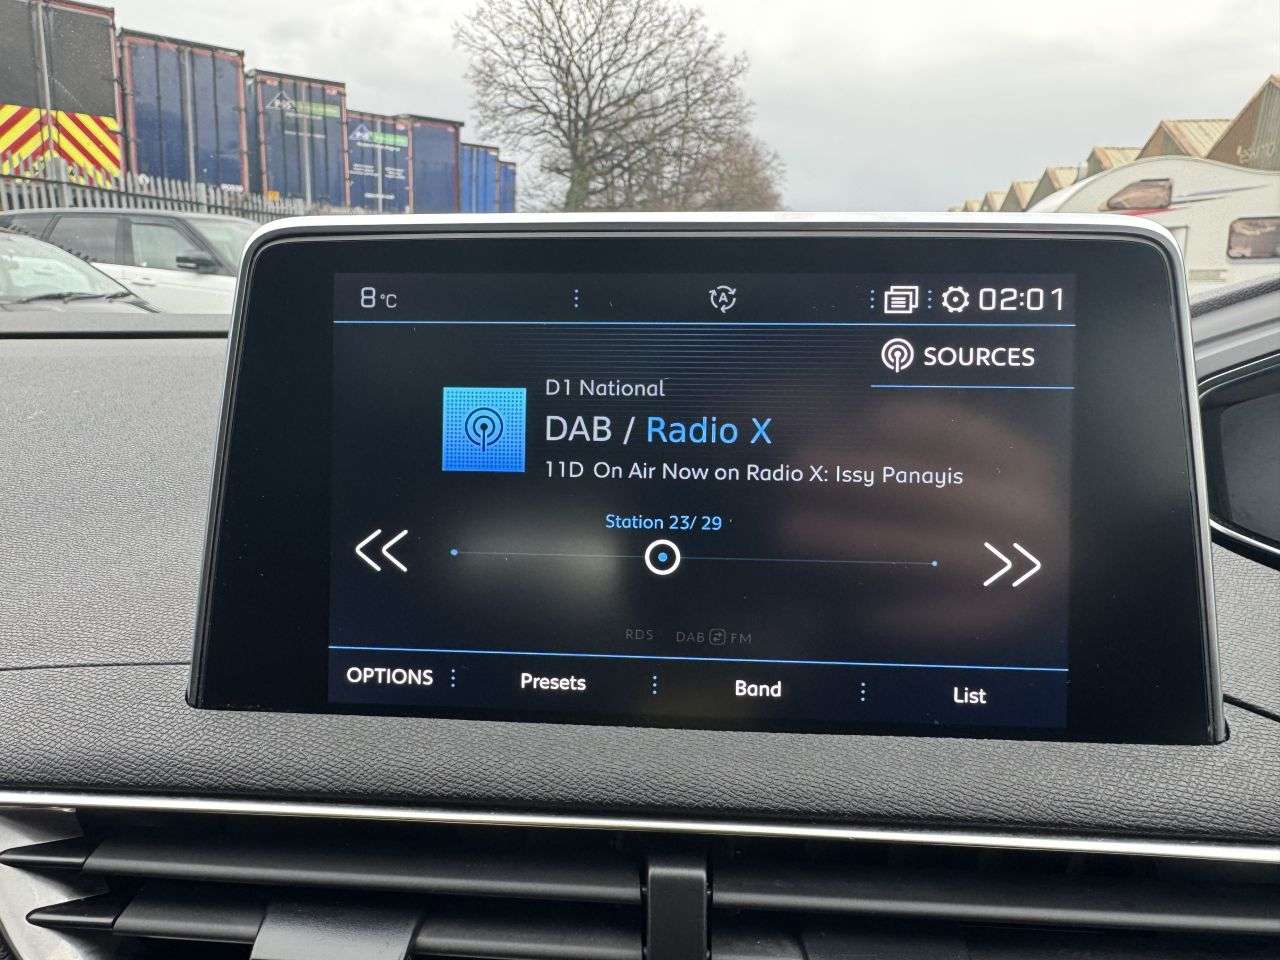 8°C
A
02:01
SOURCES
D1 National
DAB / Radio X
11D On Air Now on Radio X: Issy Panayis
Station 23/ 29
RDS DAB FM
OPTIONS
Presets
Band
List